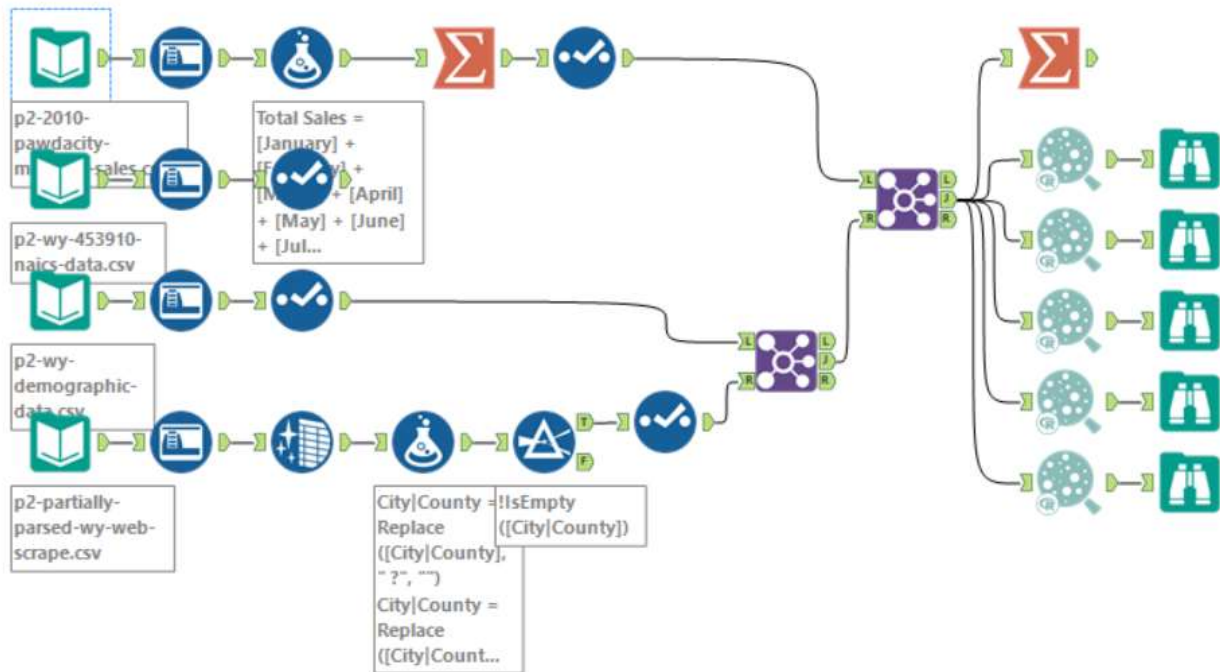 p2-2010-
pawdacity-
sales.c
p2-wy-453910-
naics-data.csv
p2-wy-
demographic-
data.csv
p2-partially-
parsed-wy-web-
scrape.csv
Total Sales =
[January] +
+
+ [April]
+ [May] + [June]
+ [Jul...
City|County =
Replace
([City|County],
" ?", "")
City|County =
Replace
([City|Count...
!IsEmpty
([City|County])
T
F
L
R
L
J
R
L
R
L
J
R
R
R
R
R
R